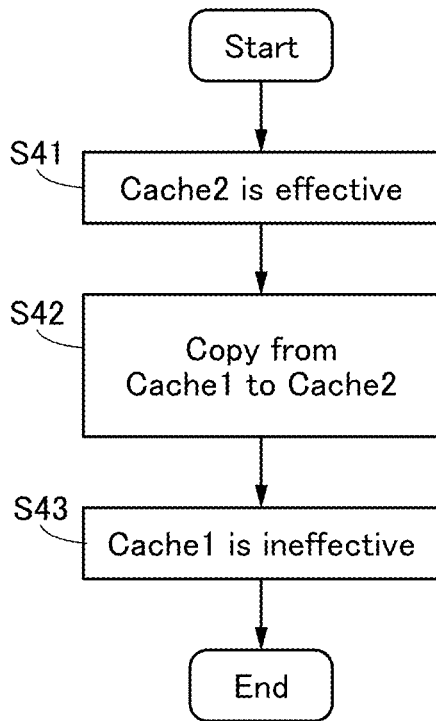 Start
S41
Cache2 is effective
S42
Copy from
Cache1 to Cache2
S43
Cache1 is ineffective
End